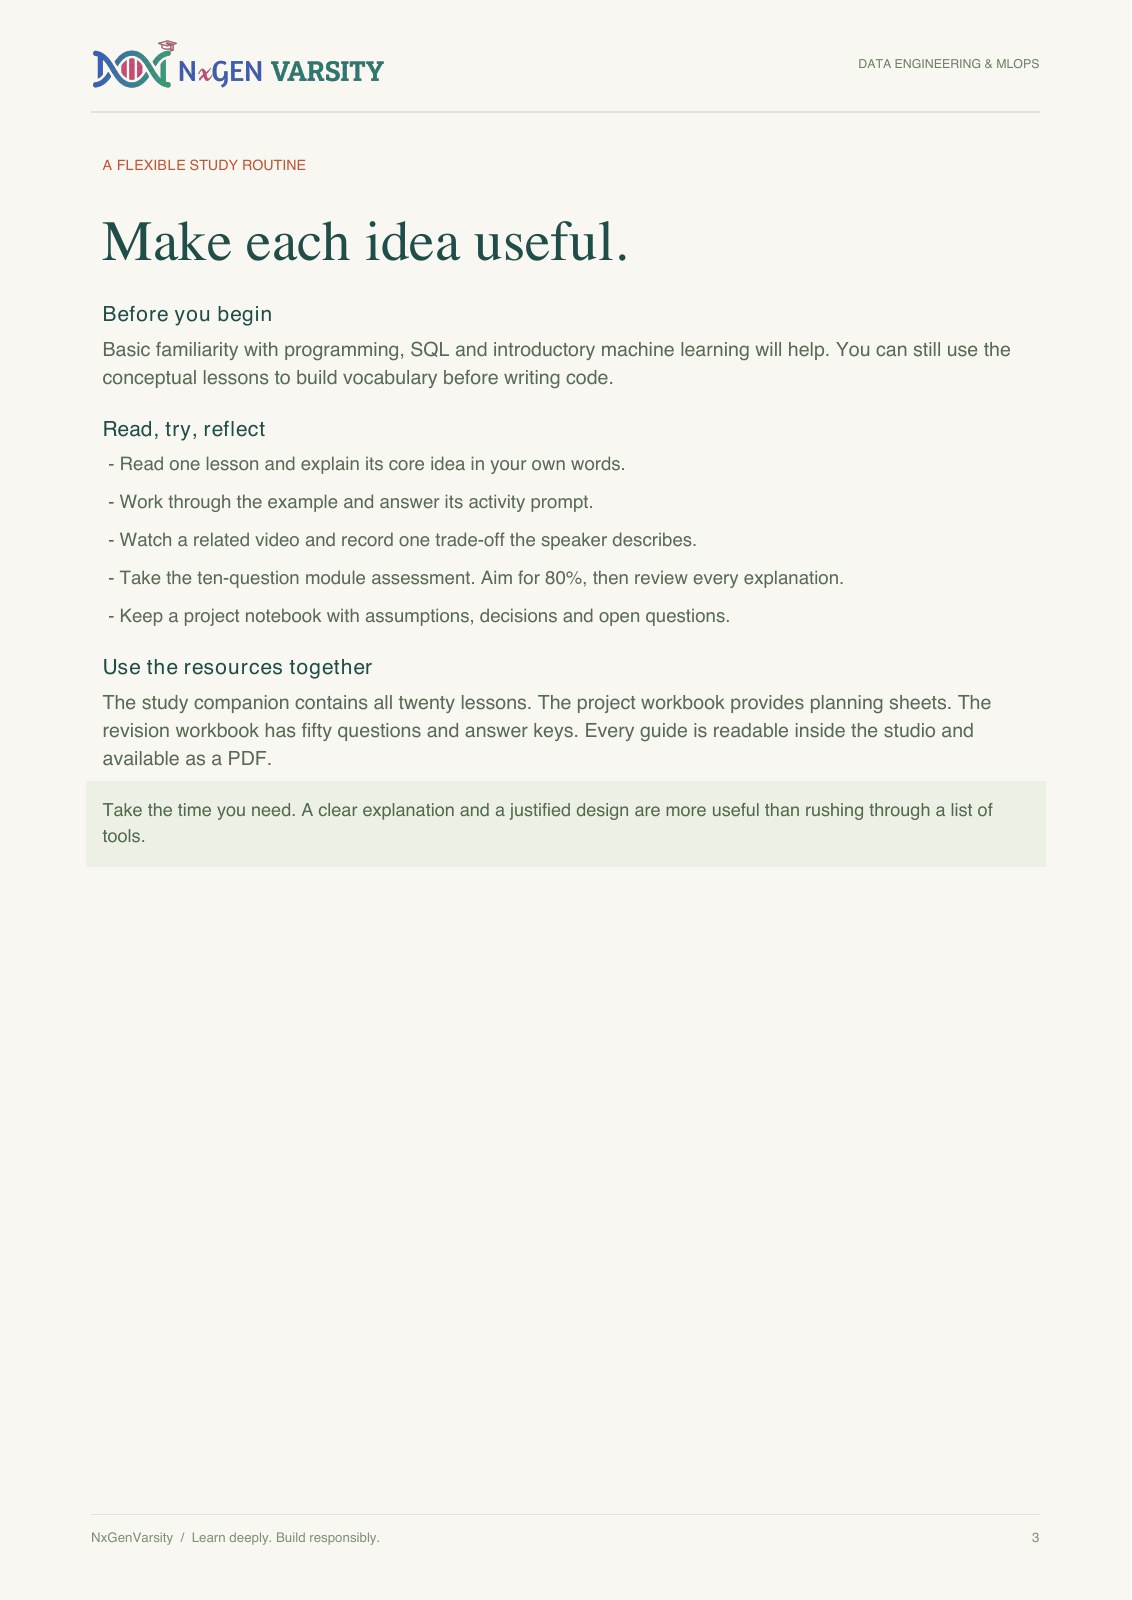 NxGEN VARSITY
DATA ENGINEERING & MLOPS
A FLEXIBLE STUDY ROUTINE
Make each idea useful.
Before you begin
Basic familiarity with programming, SQL and introductory machine learning will help. You can still use the
conceptual lessons to build vocabulary before writing code.
Read, try, reflect
- Read one lesson and explain its core idea in your own words.
- Work through the example and answer its activity prompt.
- Watch a related video and record one trade-off the speaker describes.
- Take the ten-question module assessment. Aim for 80%, then review every explanation.
- Keep a project notebook with assumptions, decisions and open questions.
Use the resources together
The study companion contains all twenty lessons. The project workbook provides planning sheets. The
revision workbook has fifty questions and answer keys. Every guide is readable inside the studio and
available as a PDF.
Take the time you need. A clear explanation and a justified design are more useful than rushing through a list of
tools.
NxGenVarsity / Learn deeply. Build responsibly.
3